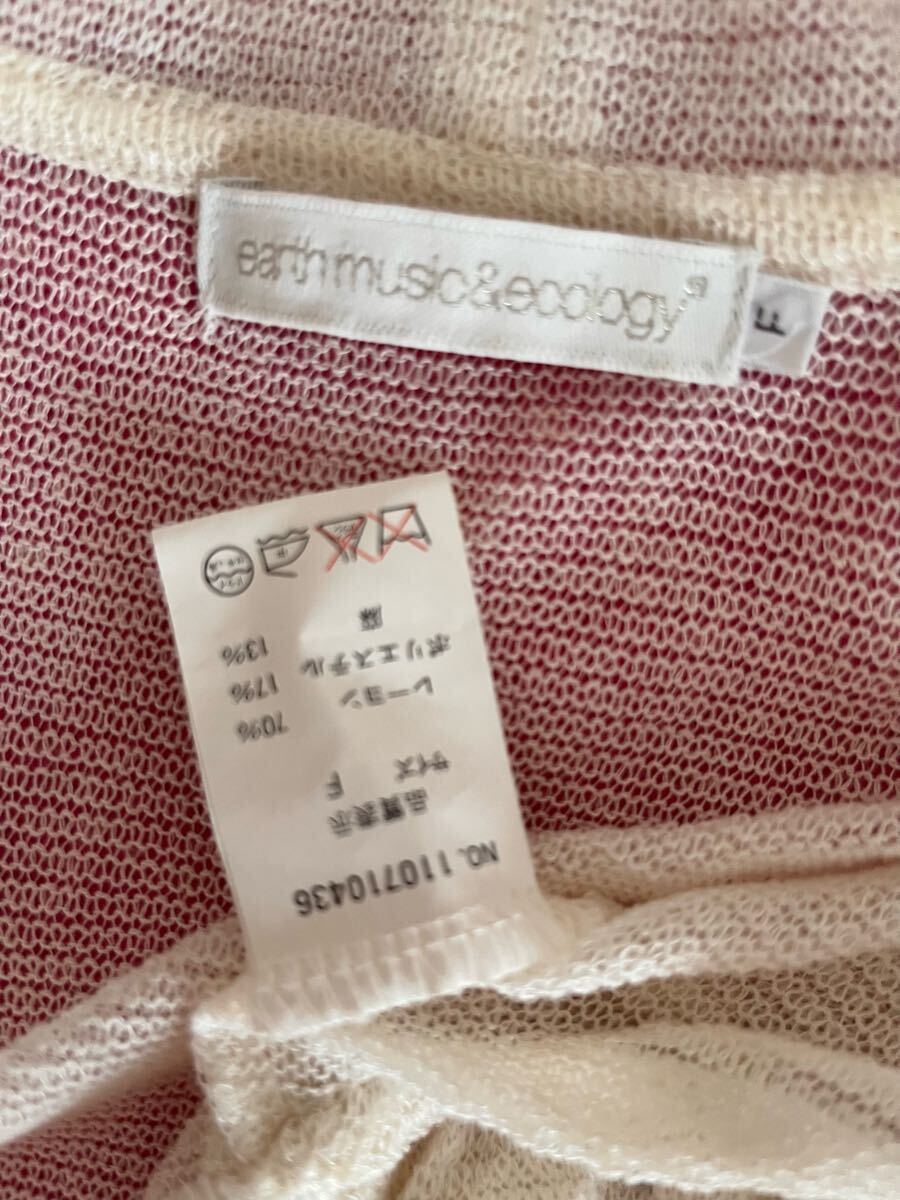 earth music&ecology
F
NO. 110710436
品質表示
サイズ F
レーヨン 70%
ポリエステル 17%
麻 13%